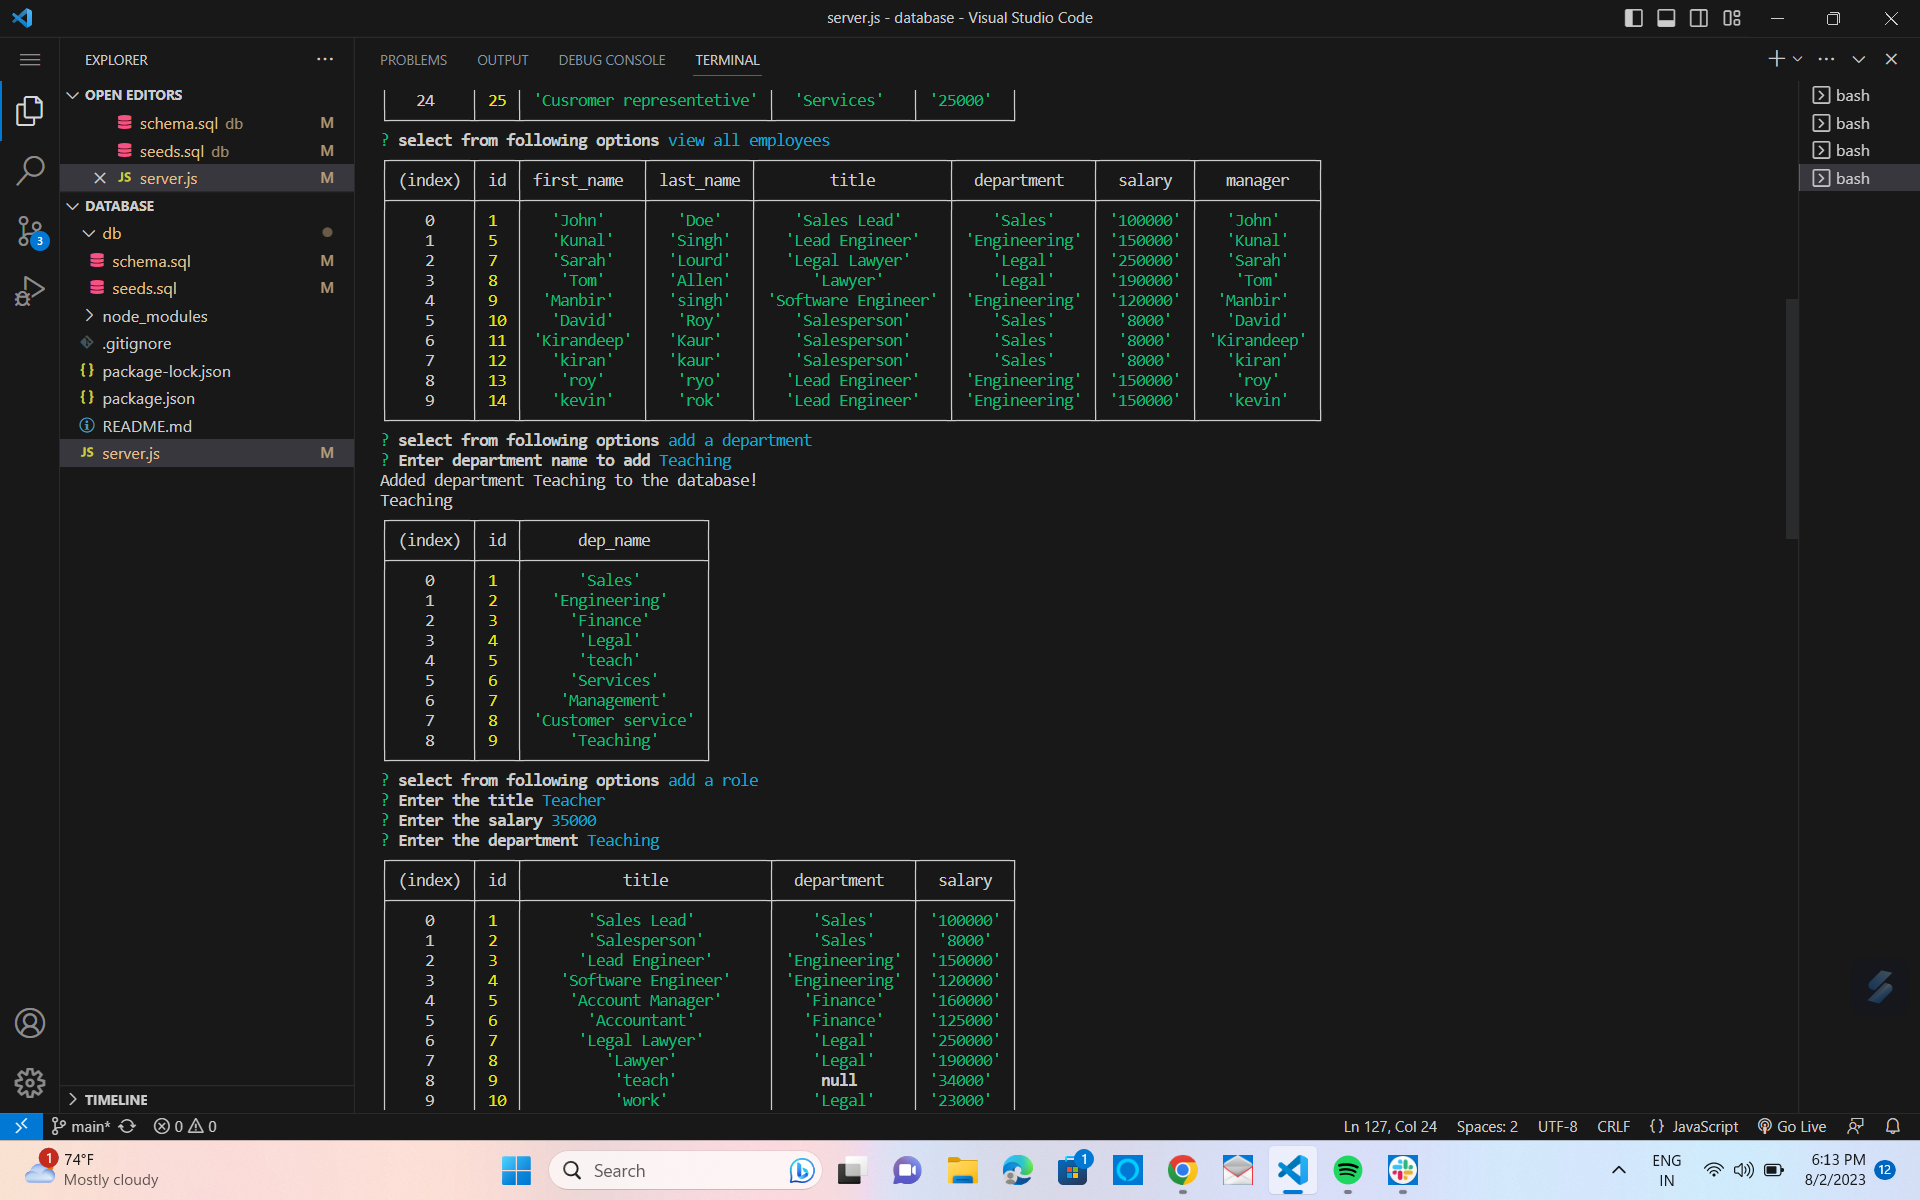 server.js - database - Visual Studio Code
EXPLORER
OPEN EDITORS
schema.sql db M
seeds.sql db M
JS server.js M
DATABASE
db
schema.sql M
seeds.sql M
node_modules
.gitignore
{} package-lock.json
{} package.json
README.md
JS server.js M
TIMELINE
3
PROBLEMS OUTPUT DEBUG CONSOLE TERMINAL
24 25 'Cusromer representetive' 'Services' '25000'
? select from following options view all employees
(index) id first_name last_name title department salary manager
0 1 'John' 'Doe' 'Sales Lead' 'Sales' '100000' 'John'
1 5 'Kunal' 'Singh' 'Lead Engineer' 'Engineering' '150000' 'Kunal'
2 7 'Sarah' 'Lourd' 'Legal Lawyer' 'Legal' '250000' 'Sarah'
3 8 'Tom' 'Allen' 'Lawyer' 'Legal' '190000' 'Tom'
4 9 'Manbir' 'singh' 'Software Engineer' 'Engineering' '120000' 'Manbir'
5 10 'David' 'Roy' 'Salesperson' 'Sales' '8000' 'David'
6 11 'Kirandeep' 'Kaur' 'Salesperson' 'Sales' '8000' 'Kirandeep'
7 12 'kiran' 'kaur' 'Salesperson' 'Sales' '8000' 'kiran'
8 13 'roy' 'ryo' 'Lead Engineer' 'Engineering' '150000' 'roy'
9 14 'kevin' 'rok' 'Lead Engineer' 'Engineering' '150000' 'kevin'
? select from following options add a department
? Enter department name to add Teaching
Added department Teaching to the database!
Teaching
(index) id dep_name
0 1 'Sales'
1 2 'Engineering'
2 3 'Finance'
3 4 'Legal'
4 5 'teach'
5 6 'Services'
6 7 'Management'
7 8 'Customer service'
8 9 'Teaching'
? select from following options add a role
? Enter the title Teacher
? Enter the salary 35000
? Enter the department Teaching
(index) id title department salary
0 1 'Sales Lead' 'Sales' '100000'
1 2 'Salesperson' 'Sales' '8000'
2 3 'Lead Engineer' 'Engineering' '150000'
3 4 'Software Engineer' 'Engineering' '120000'
4 5 'Account Manager' 'Finance' '160000'
5 6 'Accountant' 'Finance' '125000'
6 7 'Legal Lawyer' 'Legal' '250000'
7 8 'Lawyer' 'Legal' '190000'
8 9 'teach' null '34000'
9 10 'work' 'Legal' '23000'
bash
bash
bash
bash
main* 0 0 Ln 127, Col 24 Spaces: 2 UTF-8 CRLF {} JavaScript Go Live
1
74°F
Mostly cloudy
Search
1
ENG
IN
6:13 PM
8/2/2023
12